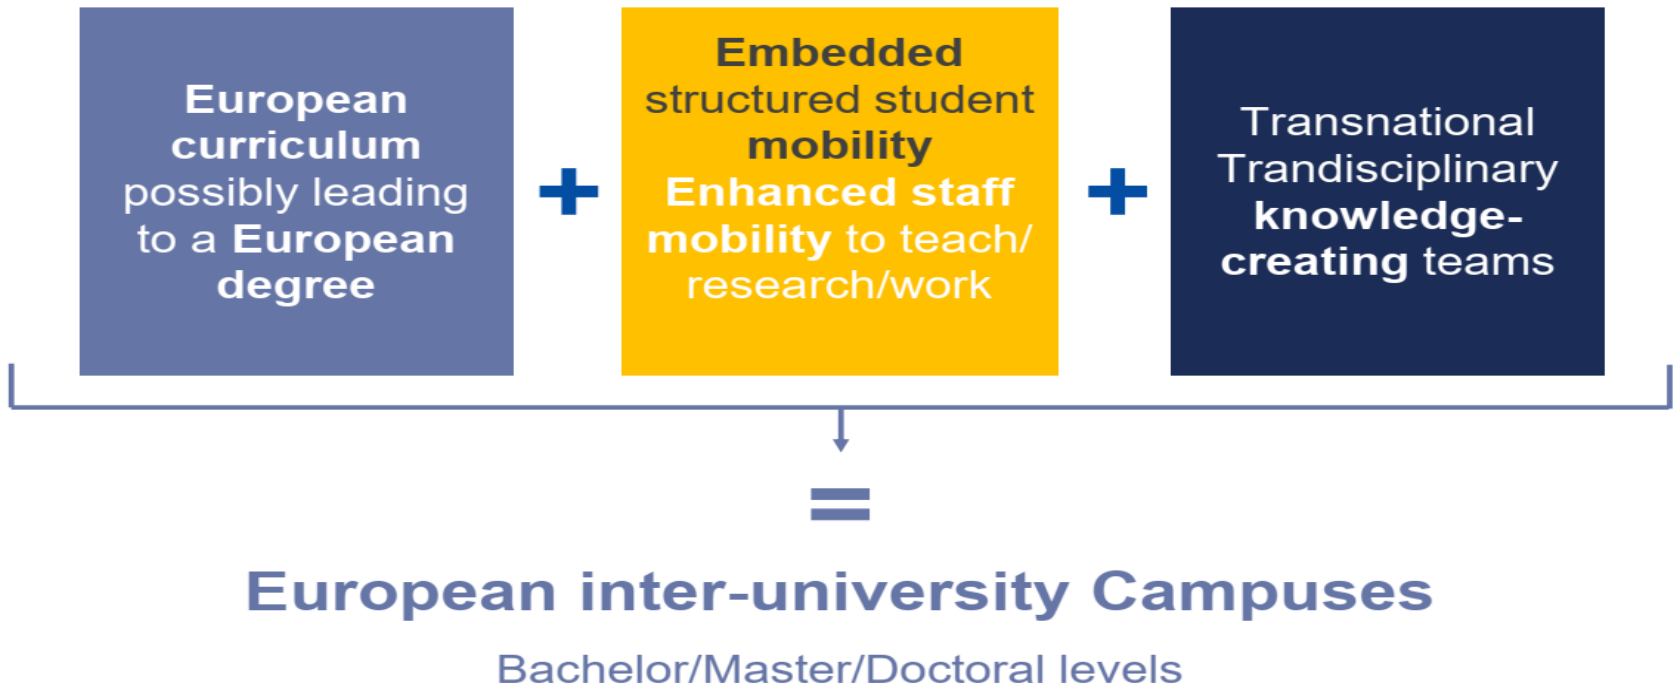 European
curriculum
possibly leading
to a European
degree
+
Embedded
structured student
mobility
Enhanced staff
mobility to teach/
research/work
+
Transnational
Trandisciplinary
knowledge-
creating teams
=
European inter-university Campuses
Bachelor/Master/Doctoral levels